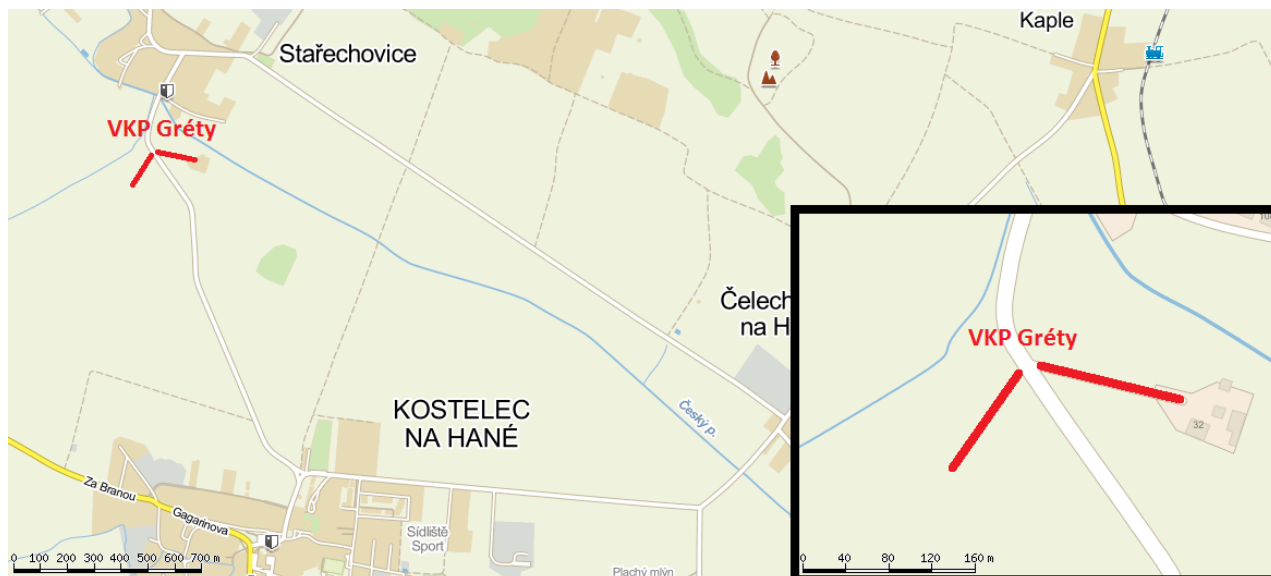 Kaple
Stařechovice
VKP Gréty
Čelech
na H
KOSTELEC
NA HANÉ
Český p.
Za Branou
Gagarinova
Sídliště
Sport
Plachý mlýn
0 100 200 300 400 500 600 700 m
VKP Gréty
32
0 40 80 120 160 m